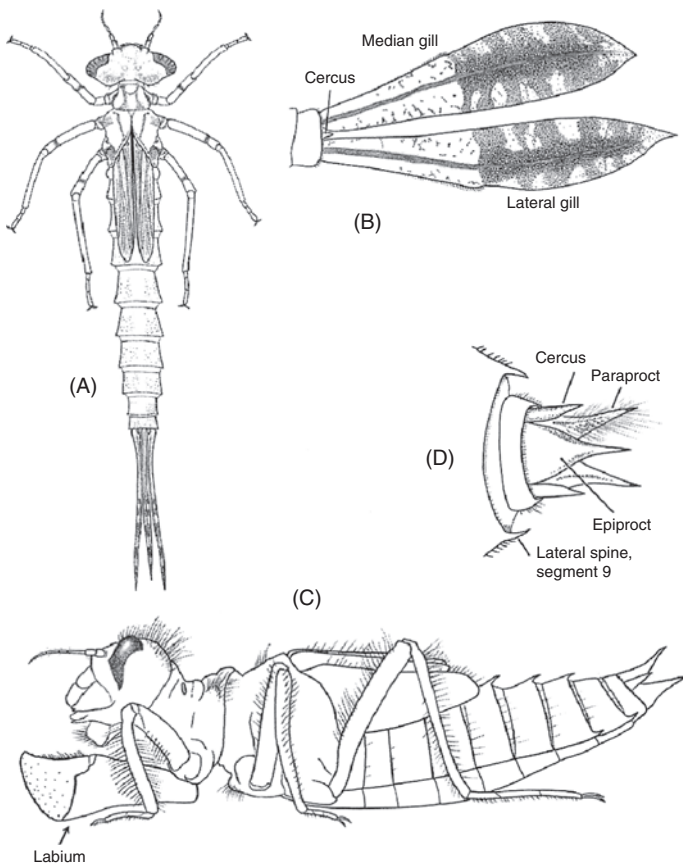 Median gill
Cercus
Lateral gill
(B)
(A)
Cercus
Paraproct
(D)
Epiproct
Lateral spine,
segment 9
(C)
Labium